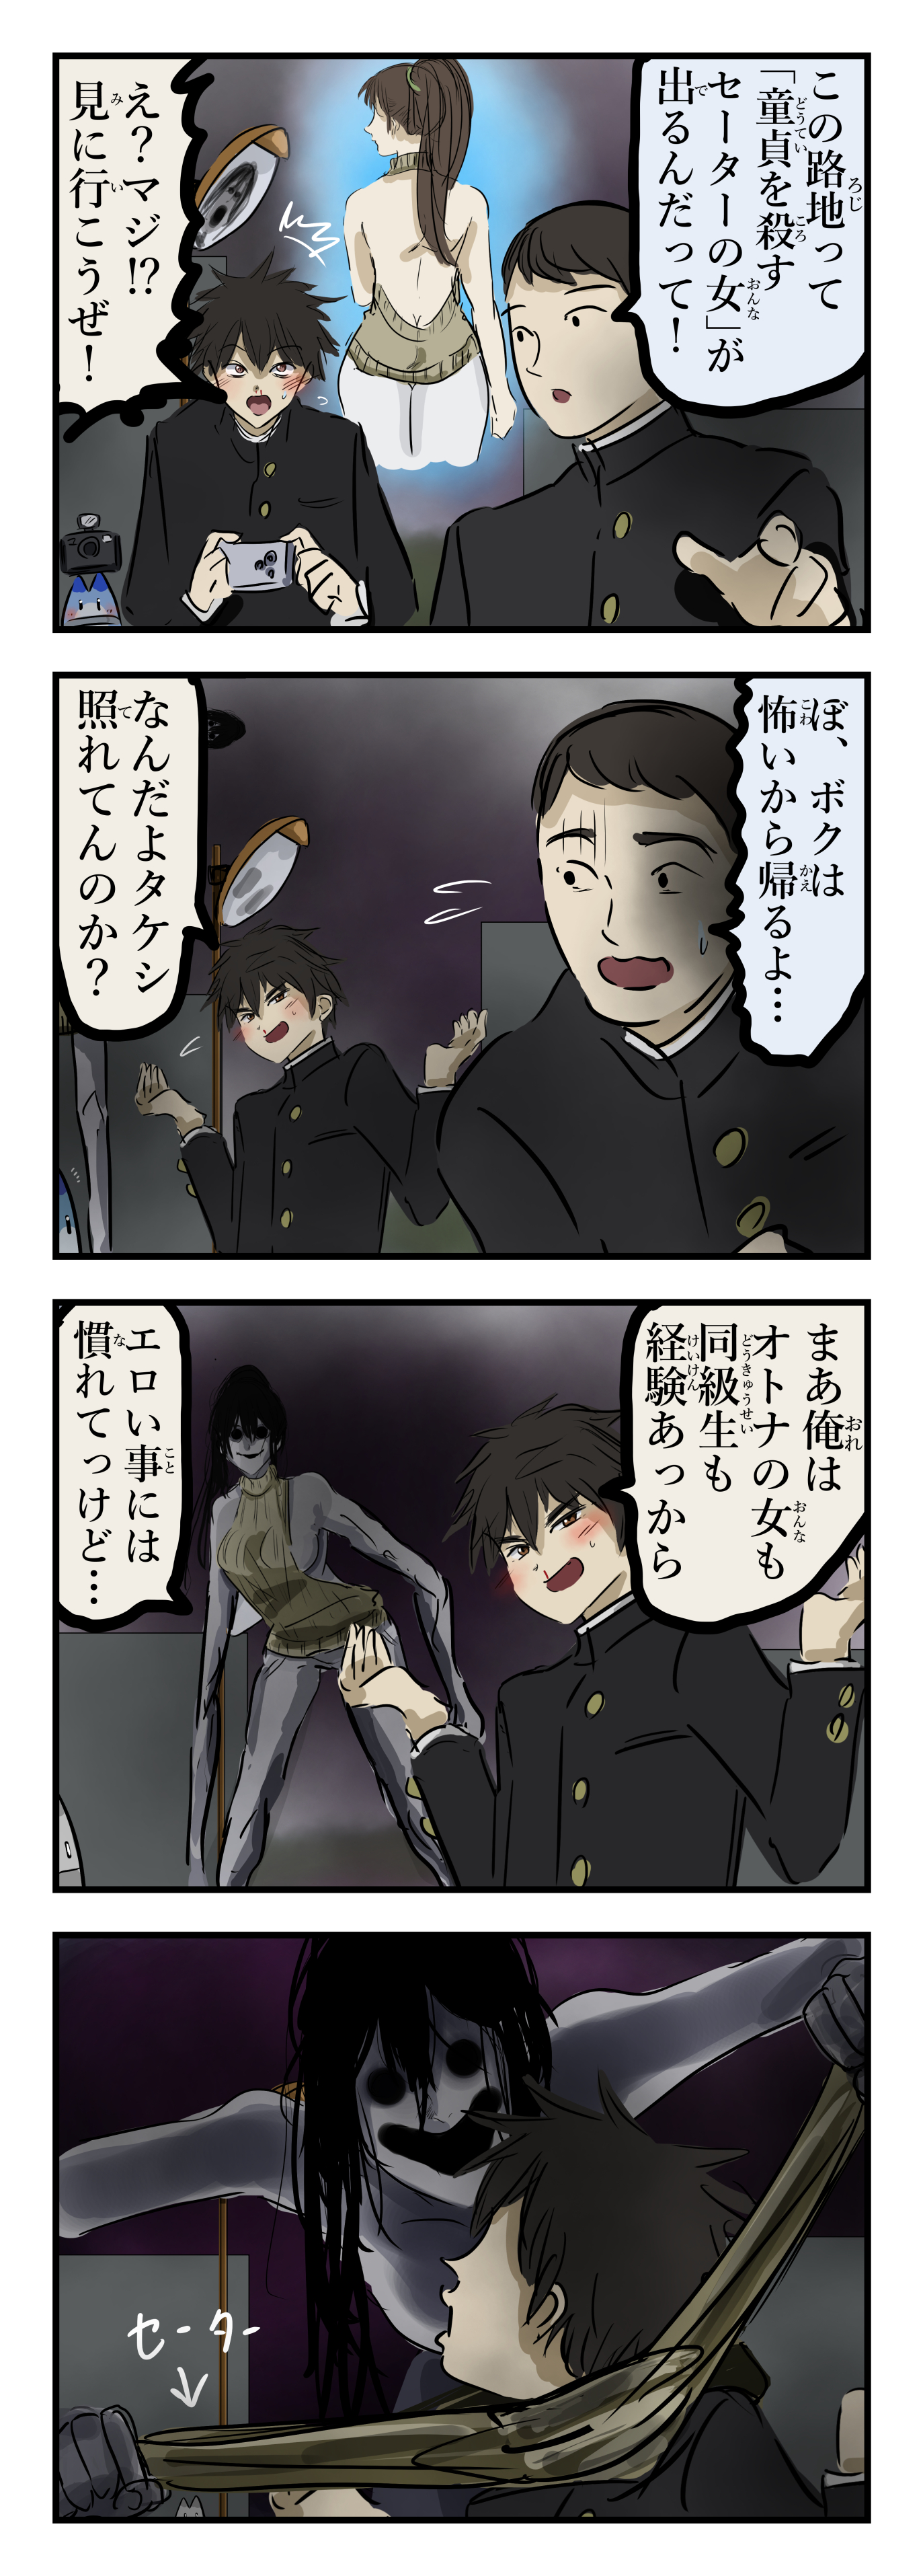 この路地って
「童貞を殺す
セーターの女」が
出るんだって！
え？マジ!?
見に行こうぜ！
ぼ、ボクは
怖いから帰るよ…
なんだよタケシ
照れてんのか？
まあ俺は
オトナの女も
同級生も
経験あっから
エロい事には
慣れてっけど…
セーター